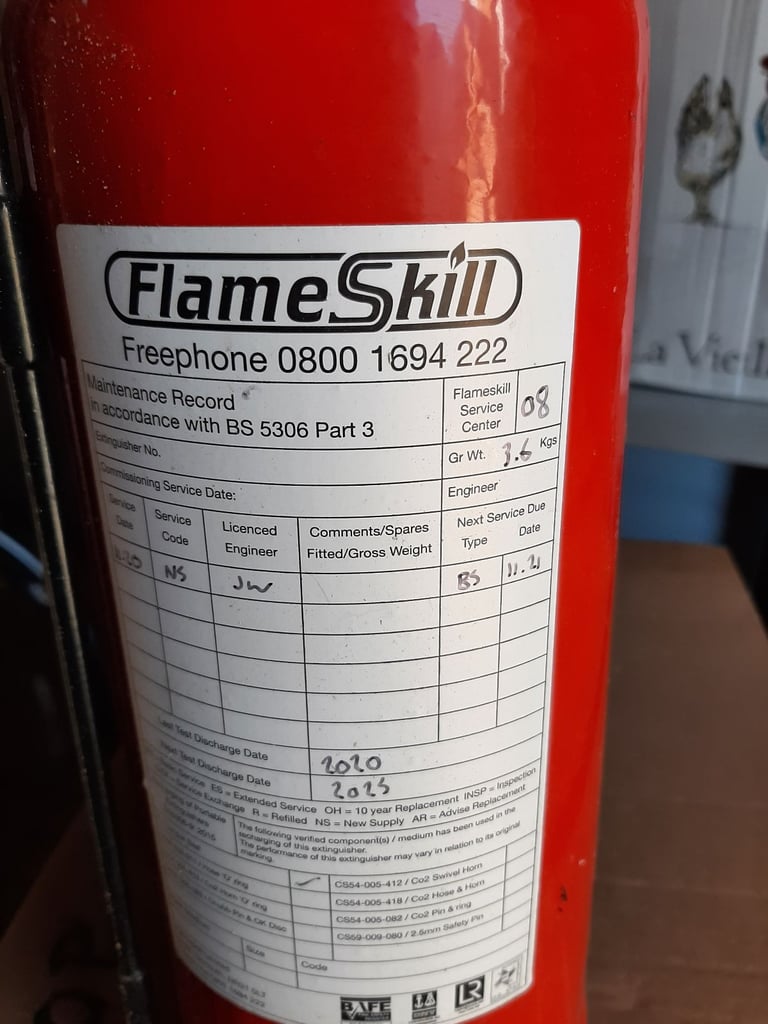 FlameSkill
Freephone 0800 1694 222
Maintenance Record
in accordance with BS 5306 Part 3
Flameskill
Service
Center
08
Extinguisher No.
Gr Wt. 3.6 Kgs
Commissioning Service Date:
Engineer
Service
Date
Service
Code
Licenced
Engineer
Comments/Spares
Fitted/Gross Weight
Next Service Due
Type Date
11.20 NS JW BS 11.21
Last Test Discharge Date 2020
Next Test Discharge Date 2025
Service ES = Extended Service OH = 10 year Replacement INSP = Inspection
Service Exchange R = Refilled NS = New Supply AR = Advise Replacement
of Portable
The following verified component(s) / medium has been used in the
recharging of this extinguisher.
The performance of this extinguisher may vary in relation to its original
marking.
CS54-005-412 / Co2 Swivel Horn
CS54-005-418 / Co2 Hose & Horn
CS54-005-082 / Co2 Pin & ring
CS59-009-080 / 2.5mm Safety Pin
Size
Code
BAFE
LR
La Vieil